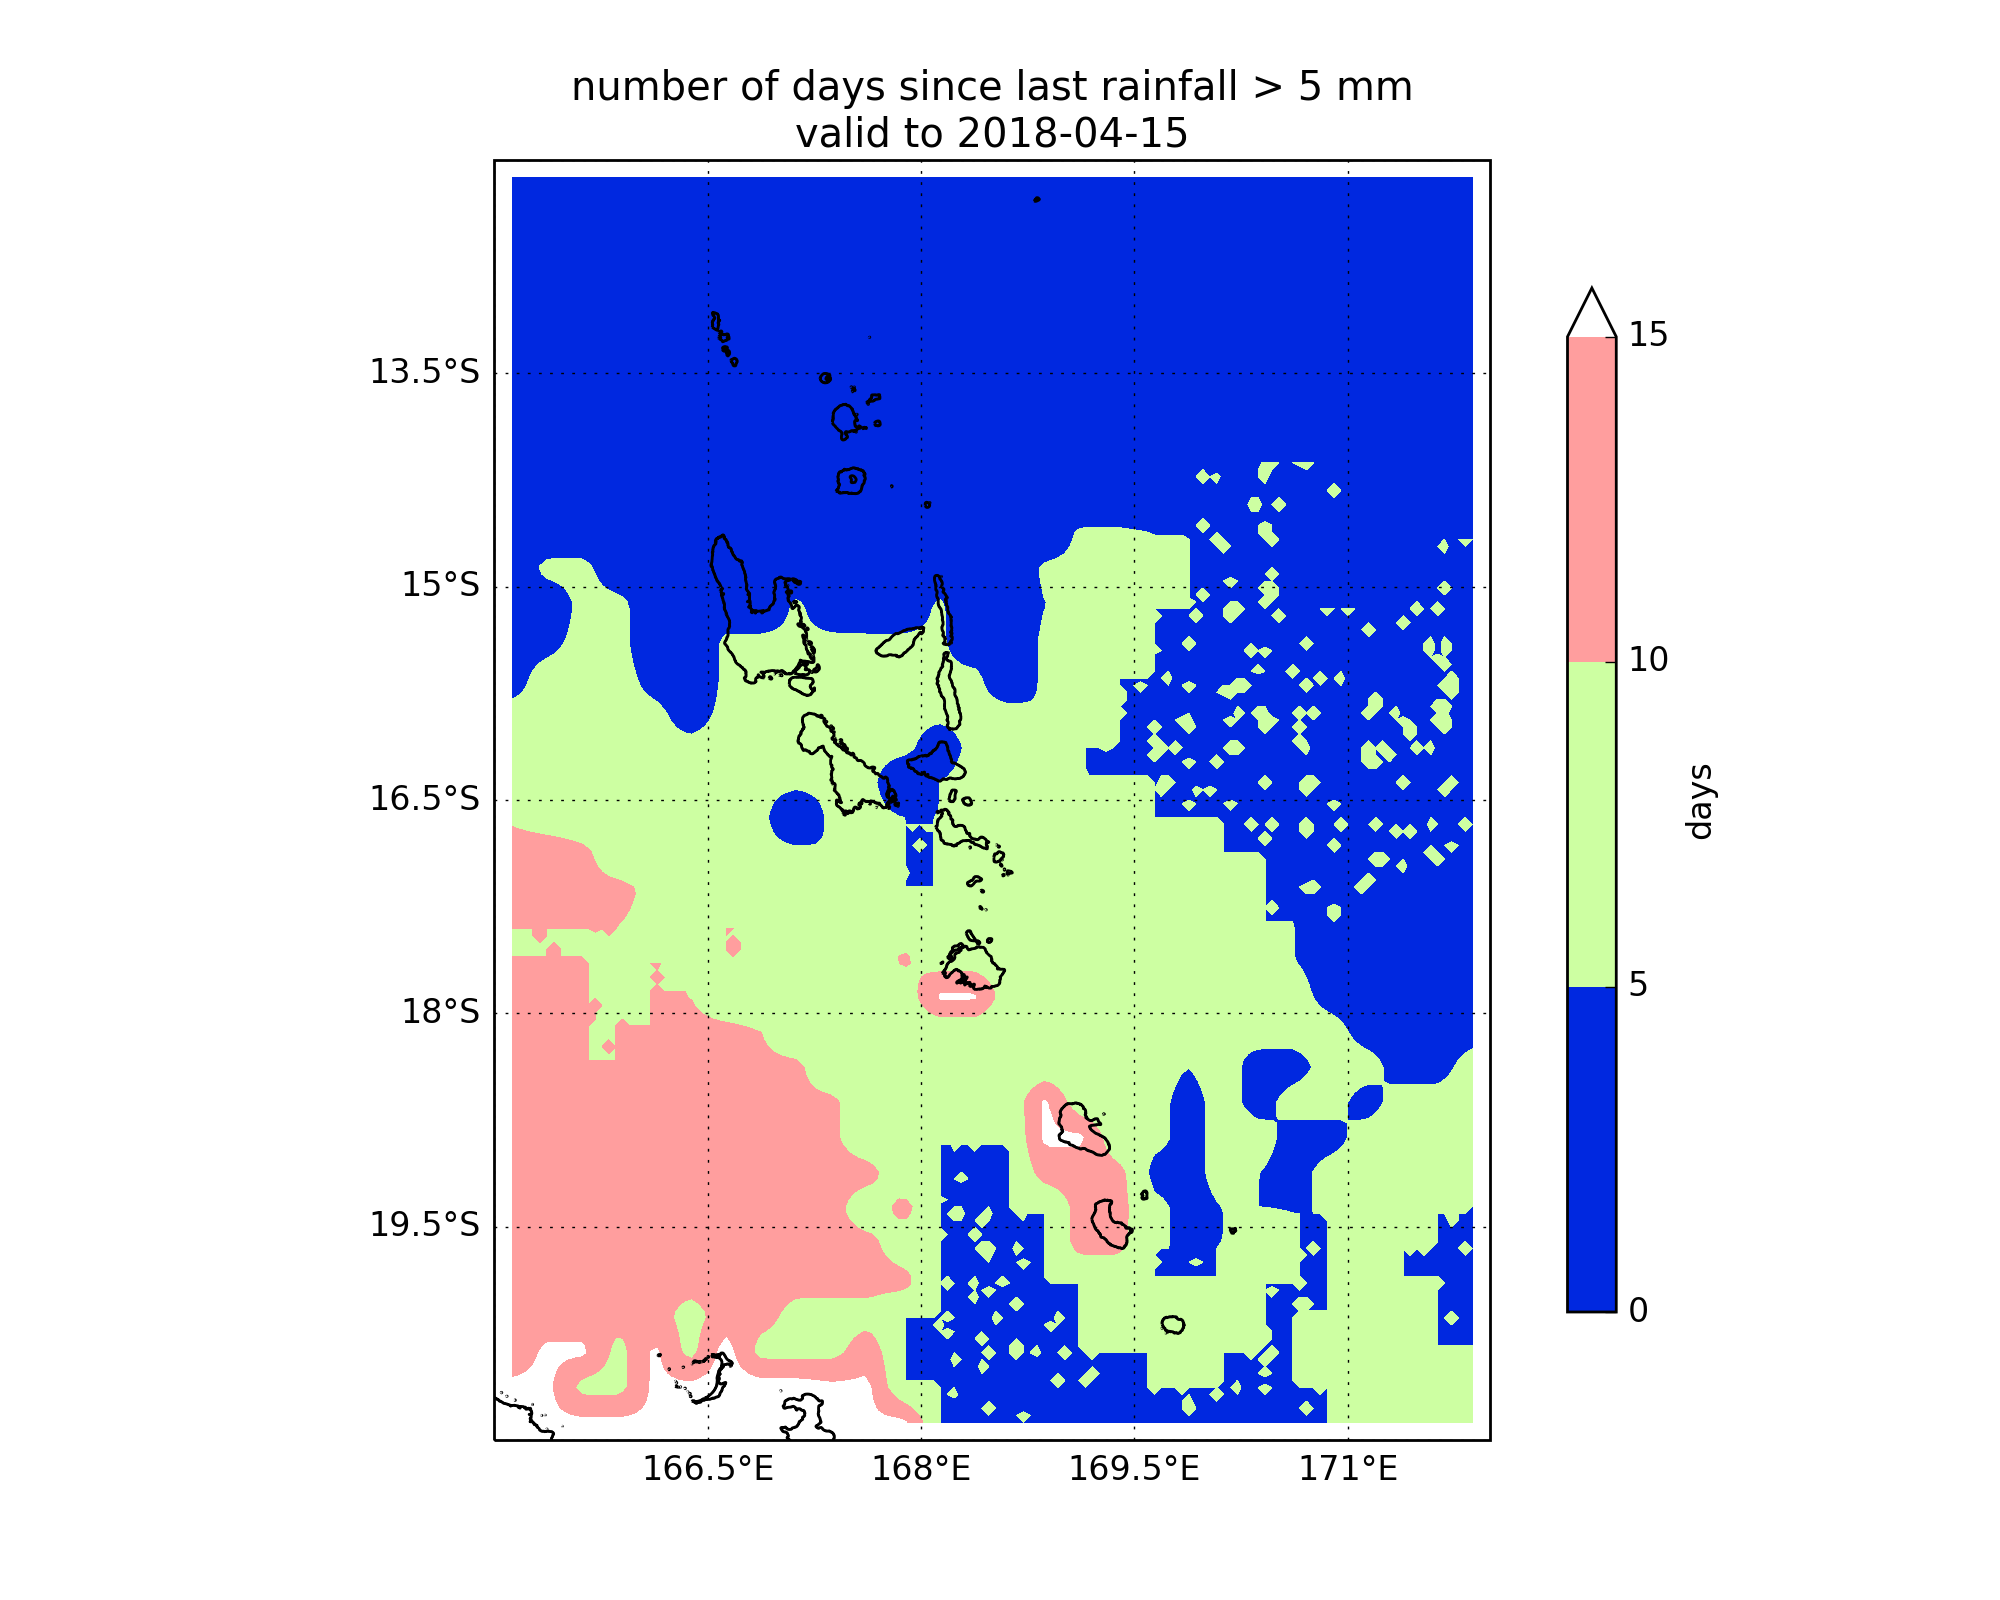 number of days since last rainfall > 5 mm
valid to 2018-04-15
13.5°S
15°S
16.5°S
18°S
19.5°S
166.5°E
168°E
169.5°E
171°E
15
10
5
0
days